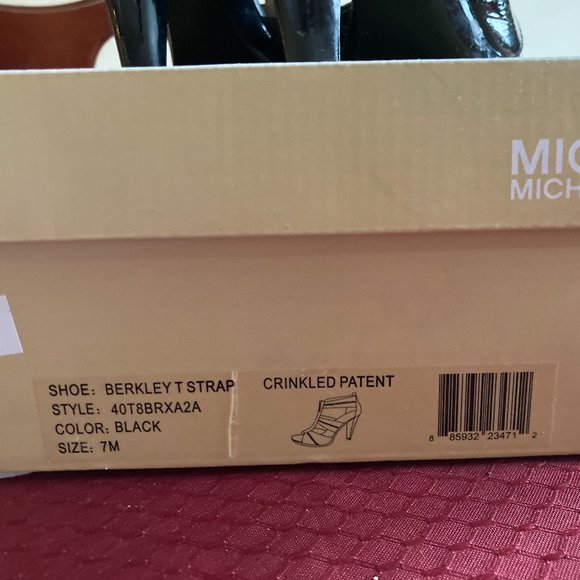 MIC
MICH
SHOE: BERKLEY T STRAP
STYLE: 40T8BRXA2A
COLOR: BLACK
SIZE: 7M
CRINKLED PATENT
8 85932 23471 2